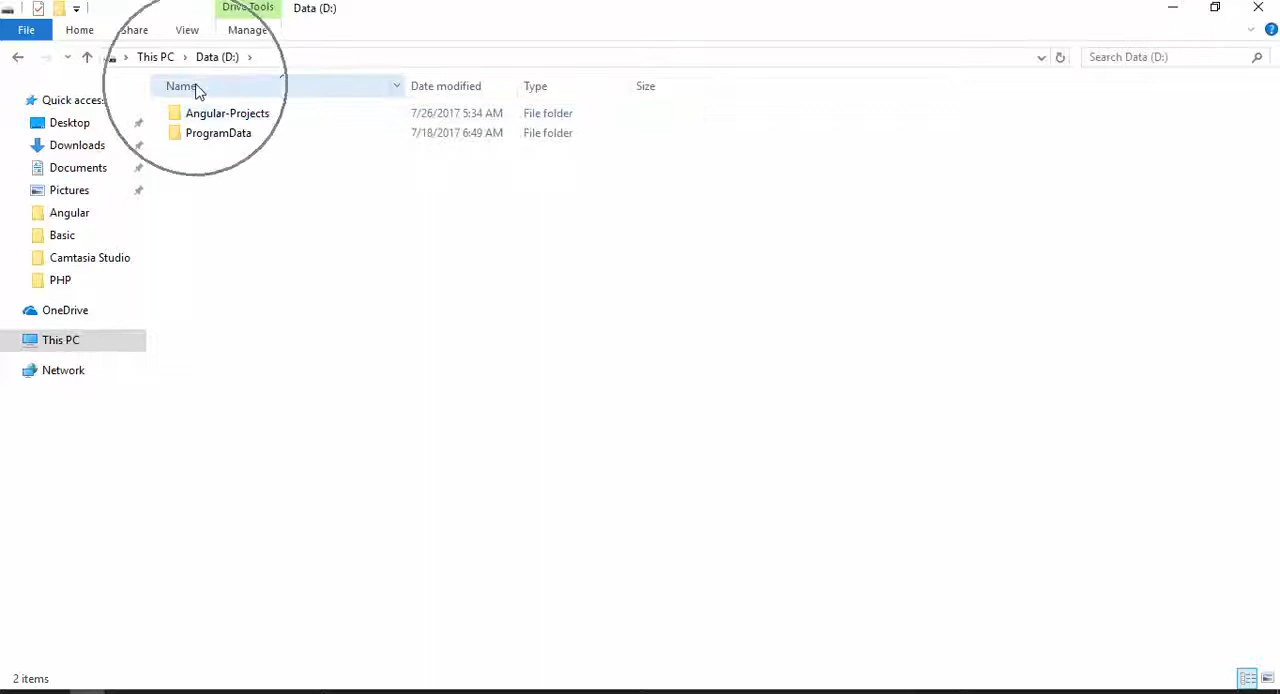 Drive Tools
Data (D:)
File
Home
Share
View
Manage
This PC
Data (D:)
Search Data (D:)
Name
Date modified
Type
Size
Quick access
Angular-Projects
7/26/2017 5:34 AM
File folder
Desktop
ProgramData
7/18/2017 6:49 AM
File folder
Downloads
Documents
Pictures
Angular
Basic
Camtasia Studio
PHP
OneDrive
This PC
Network
2 items